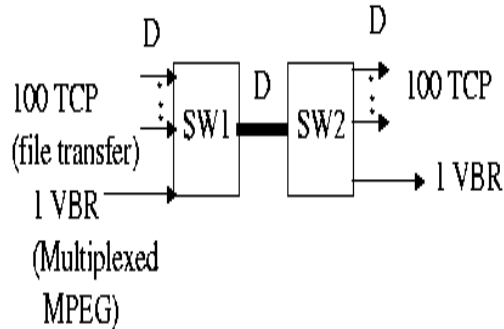 D
D
D
100 TCP
(file transfer)
SW1
SW2
100 TCP
1 VBR
(Multiplexed
MPEG)
1 VBR